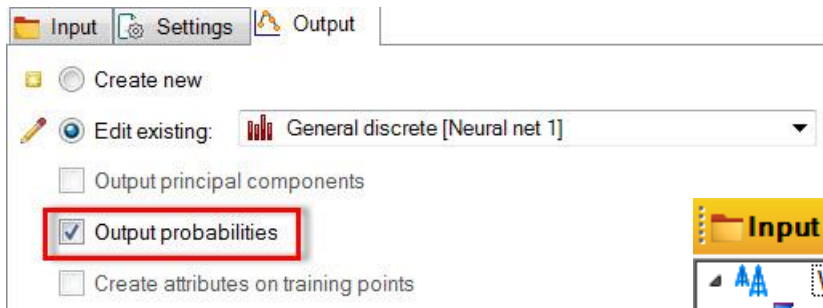 Input Settings Output
Create new
Edit existing: General discrete [Neural net 1]
Output principal components
Output probabilities
Input
Create attributes on training points